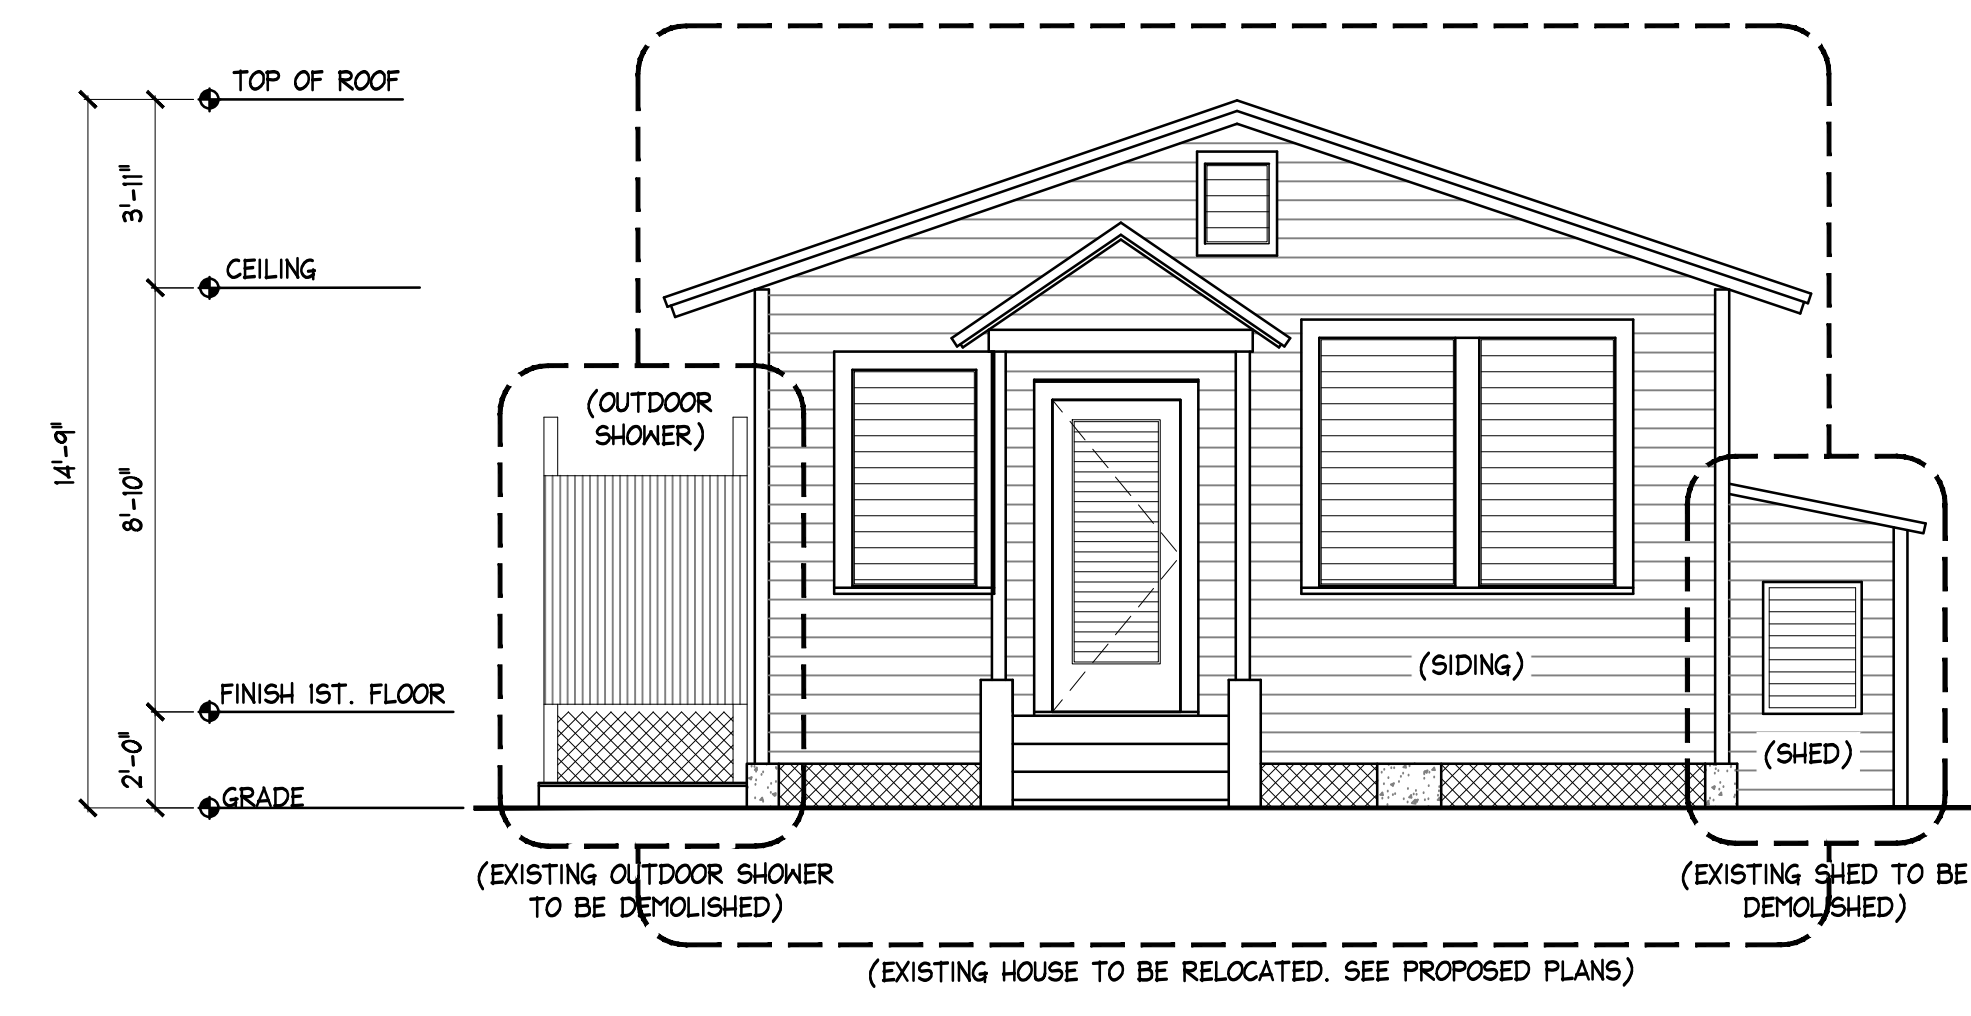 TOP OF ROOF
3'-11"
CEILING
14'-9"
8'-10"
(OUTDOOR
SHOWER)
(SIDING)
FINISH 1ST. FLOOR
2'-0"
(SHED)
GRADE
(EXISTING OUTDOOR SHOWER
TO BE DEMOLISHED)
(EXISTING SHED TO BE
DEMOLSHED)
(EXISTING HOUSE TO BE RELOCATED. SEE PROPOSED PLANS)